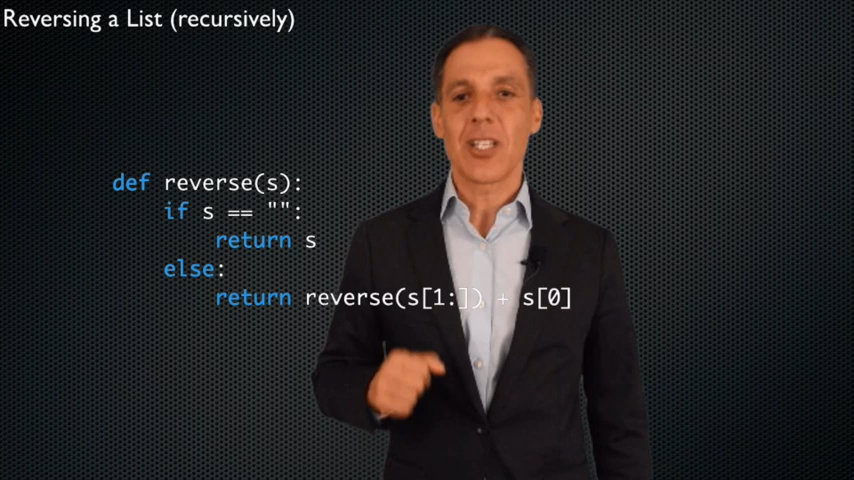 Reversing a List (recursively)
def reverse(s):
if s == "":
return s
else:
return reverse(s[1:]) + s[0]